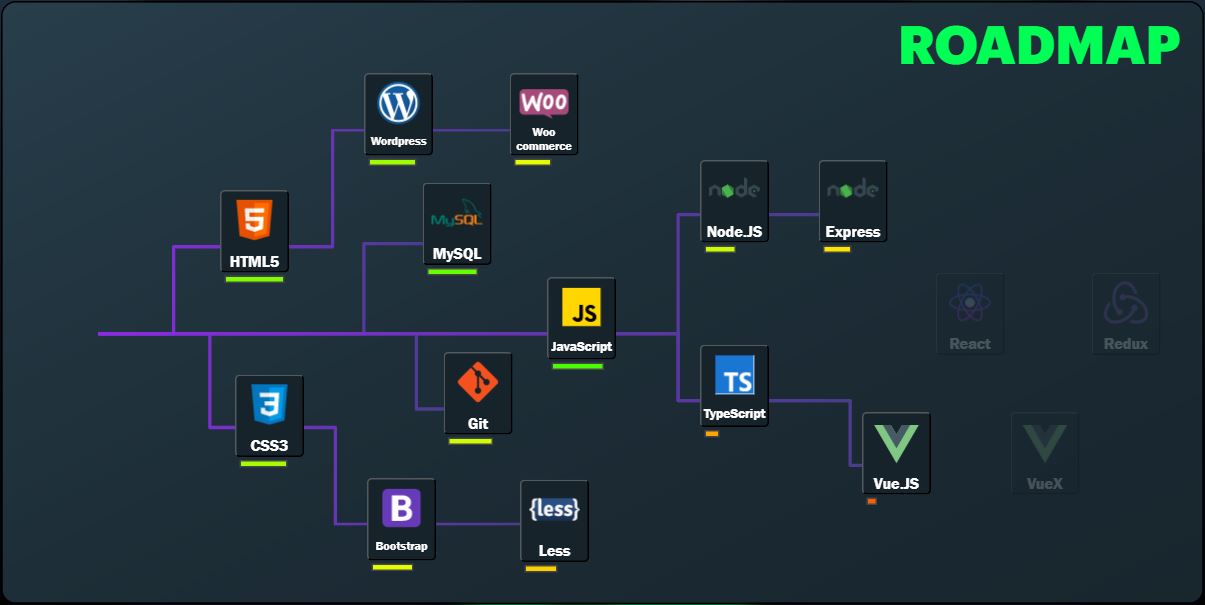 ROADMAP
W
Wordpress
WOO
Woo
commerce
5
HTML5
MySQL
MySQL
node
Node.JS
node
Express
JS
JavaScript
React
Redux
TS
TypeScript
Git
3
CSS3
Vue.JS
VueX
B
Bootstrap
{less}
Less